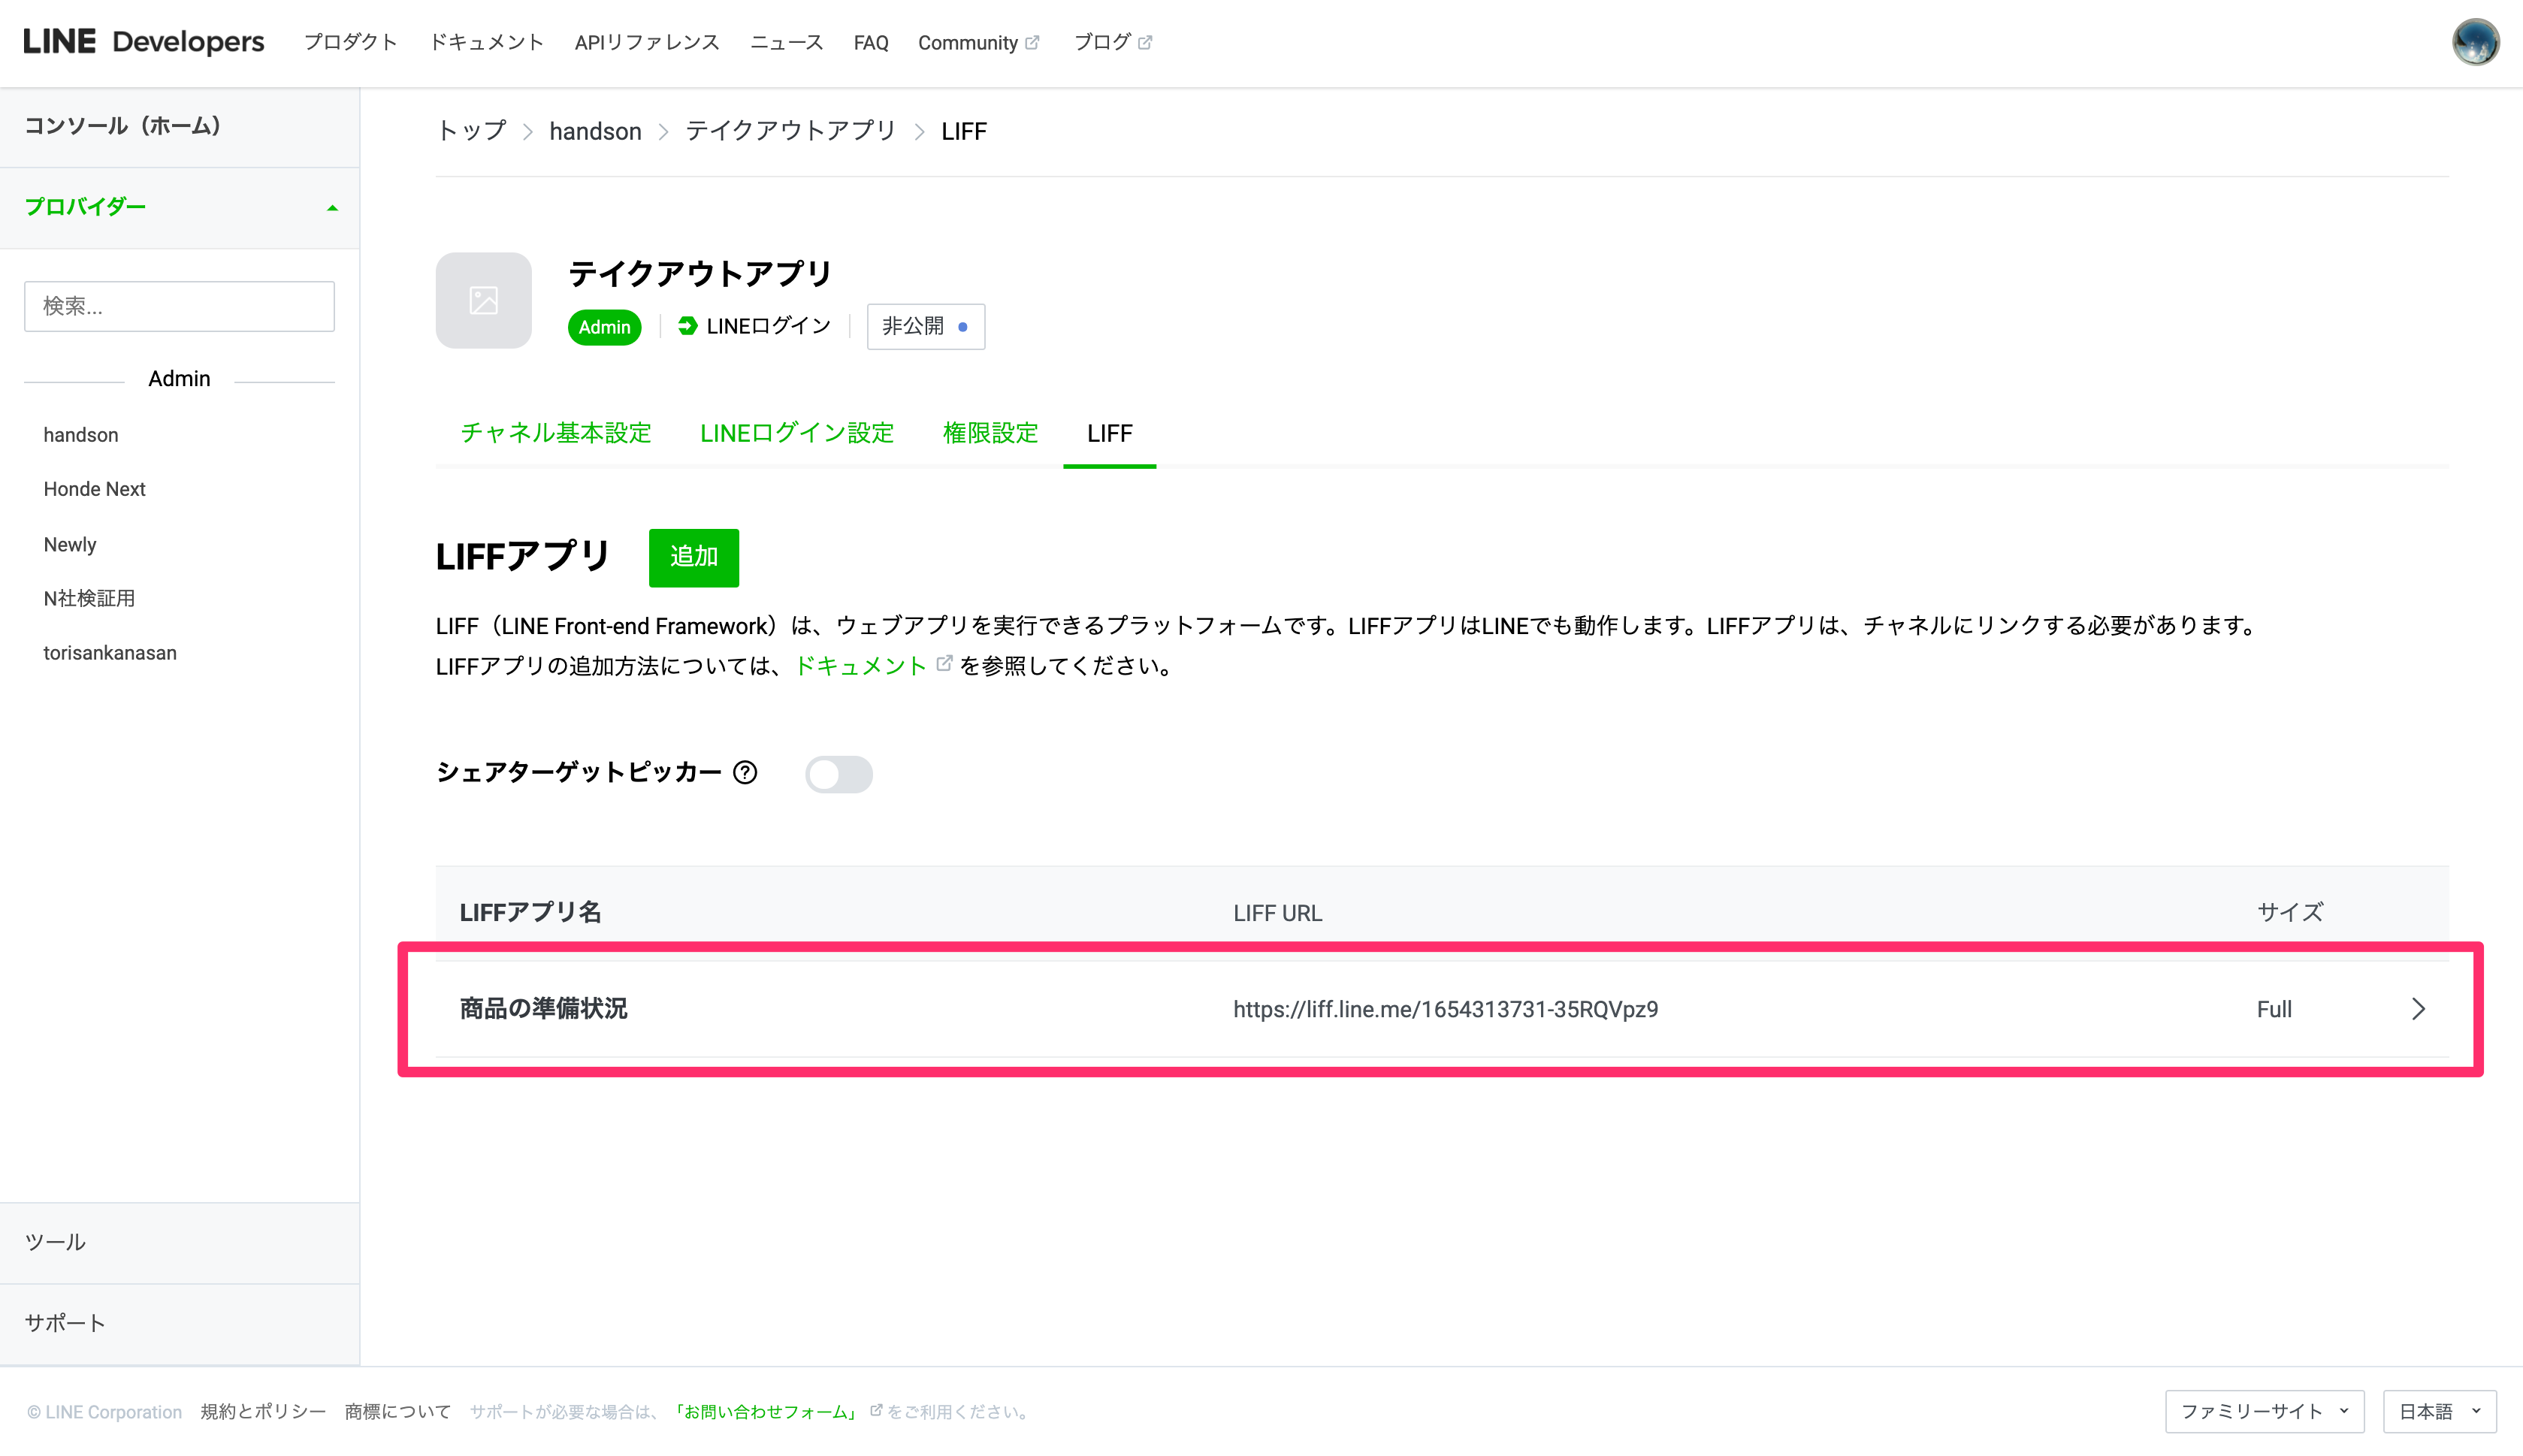 LINE Developers プロダクト ドキュメント APIリファレンス ニュース FAQ Community ブログ
コンソール（ホーム）
プロバイダー
検索...
Admin
handson
Honde Next
Newly
N社検証用
torisankanasan
ツール
サポート
トップ > handson > テイクアウトアプリ > LIFF
テイクアウトアプリ
Admin LINEログイン 非公開
チャネル基本設定 LINEログイン設定 権限設定 LIFF
LIFFアプリ 追加
LIFF（LINE Front-end Framework）は、ウェブアプリを実行できるプラットフォームです。LIFFアプリはLINEでも動作します。LIFFアプリは、チャネルにリンクする必要があります。
LIFFアプリの追加方法については、ドキュメント を参照してください。
シェアターゲットピッカー ?
LIFFアプリ名 LIFF URL サイズ
商品の準備状況 https://liff.line.me/1654313731-35RQVpz9 Full
© LINE Corporation 規約とポリシー 商標について サポートが必要な場合は、「お問い合わせフォーム」 をご利用ください。 ファミリーサイト 日本語